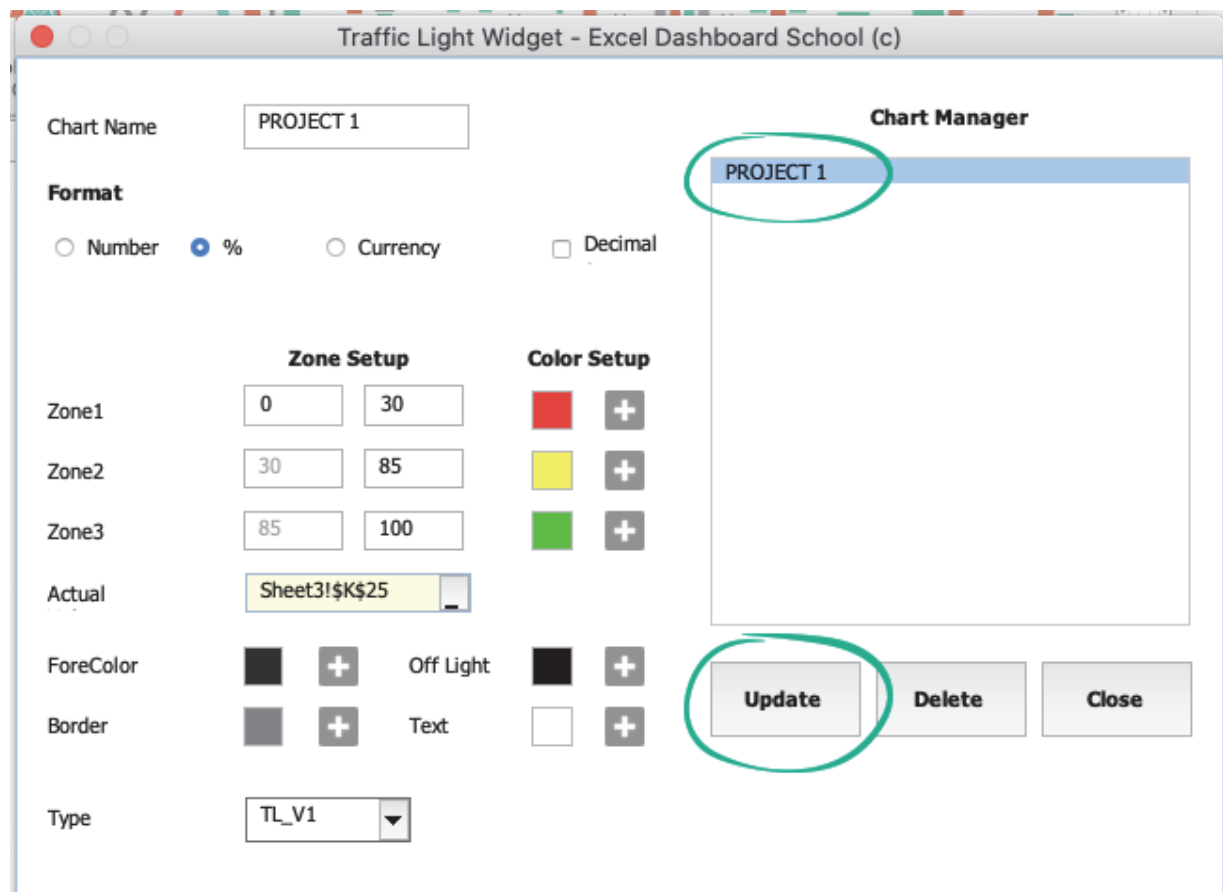 Traffic Light Widget - Excel Dashboard School (c)
Chart Name PROJECT 1
Chart Manager
PROJECT 1
Format
Number % Currency Decimal
Zone Setup Color Setup
Zone1 0 30
Zone2 30 85
Zone3 85 100
Actual Sheet3!$K$25
ForeColor Off Light
Border Text
Update Delete Close
Type TL_V1